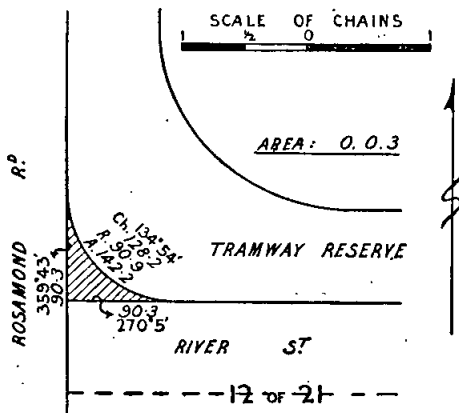 SCALE OF CHAINS
1 ½ 0 1
AREA: 0. 0. 3
ROSAMOND RD
359°43'
90·3
Ch. 134°54'
128·2
R. 90·9
A. 142·2
TRAMWAY RESERVE
90·3
270°5'
RIVER ST
12 OF 21